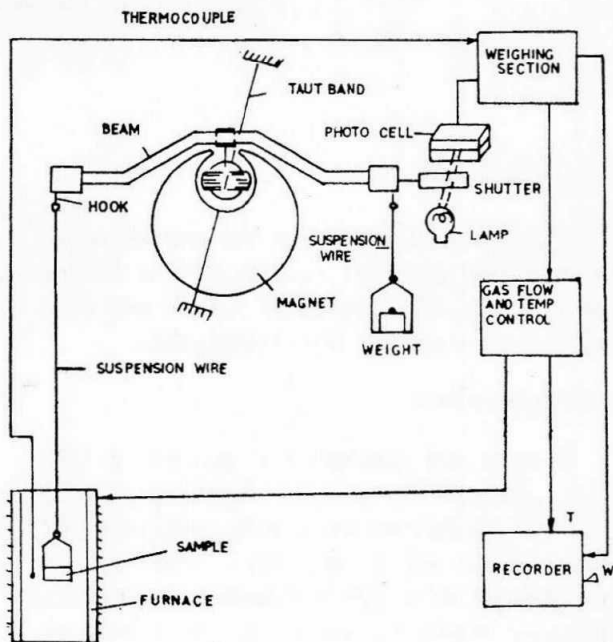 THERMOCOUPLE
WEIGHING
SECTION
TAUT BAND
PHOTO CELL
BEAM
SHUTTER
HOOK
LAMP
SUSPENSION
WIRE
MAGNET
GAS FLOW
AND TEMP
CONTROL
WEIGHT
SUSPENSION WIRE
T
SAMPLE
RECORDER
W
FURNACE